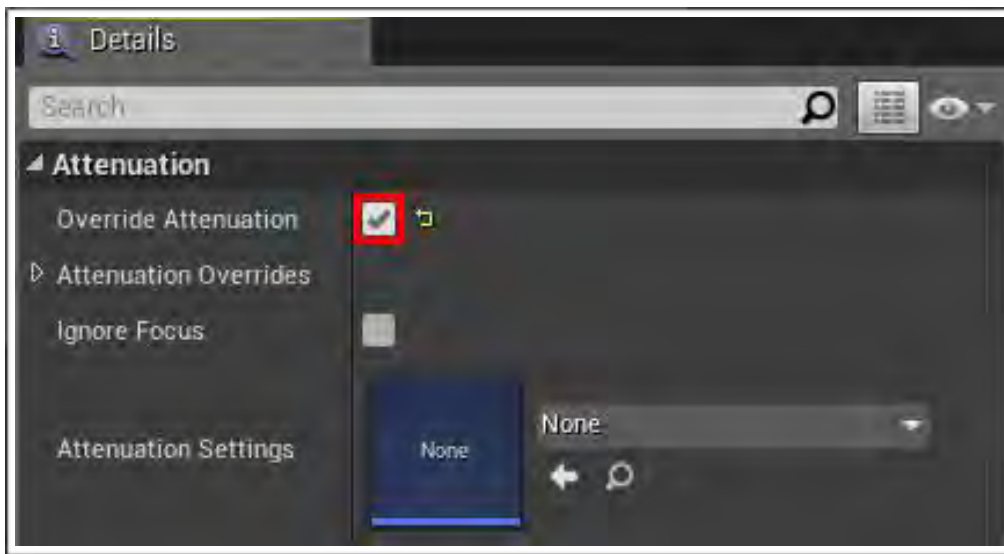 Details
Search
Attenuation
Override Attenuation
Attenuation Overrides
Ignore Focus
Attenuation Settings
None
None